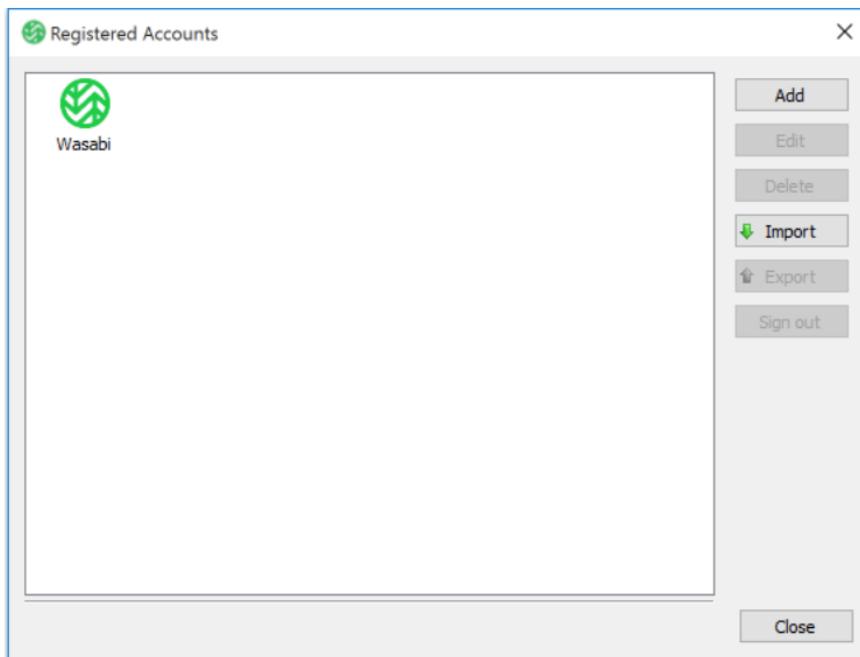 Registered Accounts
Wasabi
Add
Edit
Delete
Import
Export
Sign out
Close